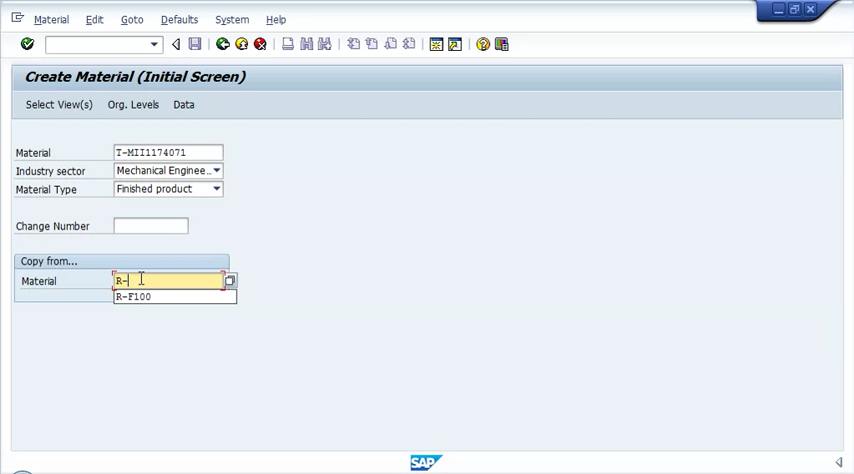 Material Edit Goto Defaults System Help
Create Material (Initial Screen)
Select View(s) Org. Levels Data
Material T-MII1174071
Industry sector Mechanical Enginee..
Material Type Finished product
Change Number
Copy from...
Material R-
R-F100
SAP